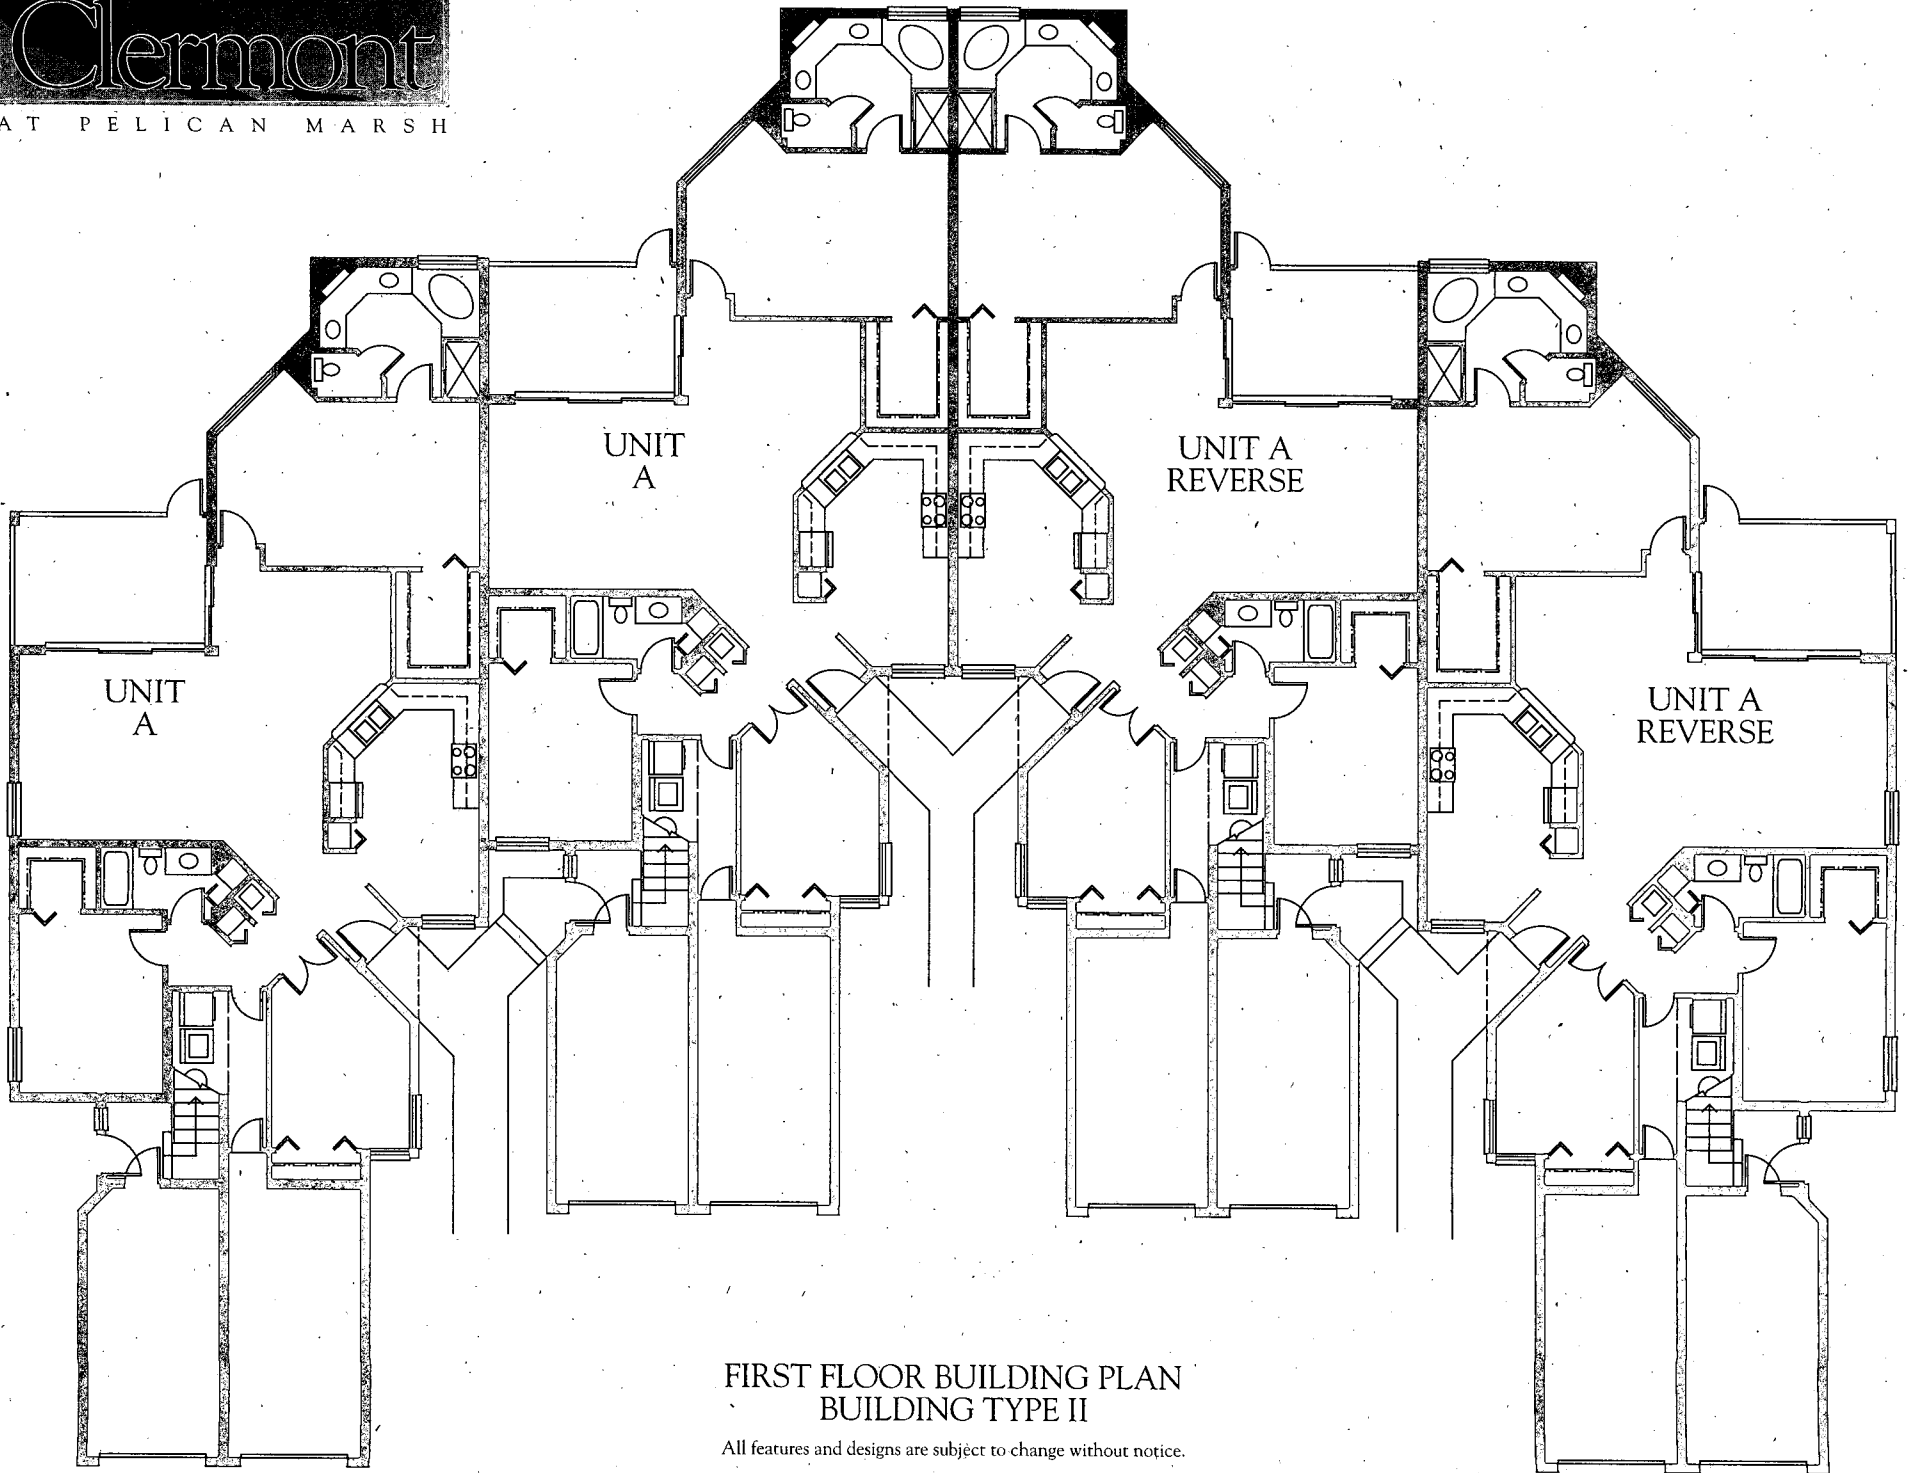 Clermont
AT PELICAN MARSH
UNIT
A
UNIT A
REVERSE
UNIT
A
UNIT A
REVERSE
FIRST FLOOR BUILDING PLAN
BUILDING TYPE II
All features and designs are subject to change without notice.